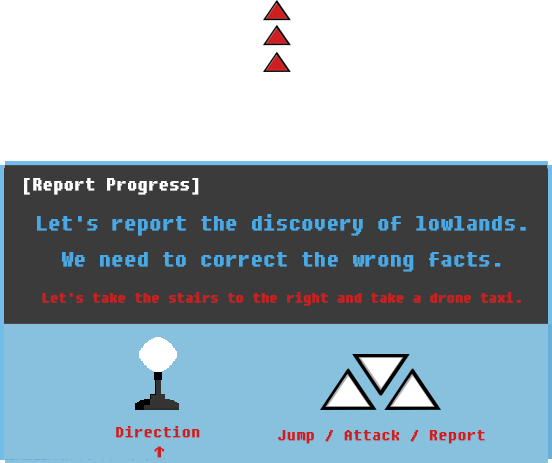 [Report Progress]
Let's report the discovery of lowlands.
We need to correct the wrong facts.
Let's take the stairs to the right and take a drone taxi.
Direction
Jump / Attack / Report
↑